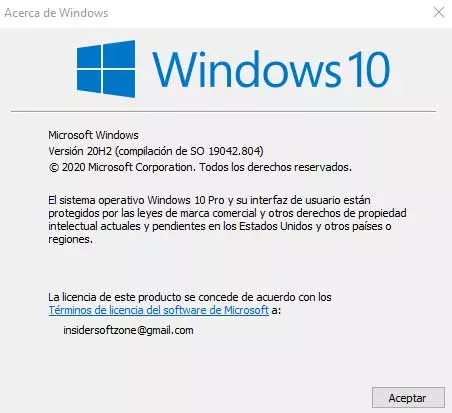 Acerca de Windows
Windows 10
Microsoft Windows
Versión 20H2 (compilación de SO 19042.804)
© 2020 Microsoft Corporation. Todos los derechos reservados.
El sistema operativo Windows 10 Pro y su interfaz de usuario están
protegidos por las leyes de marca comercial y otros derechos de propiedad
intelectual actuales y pendientes en los Estados Unidos y otros países o
regiones.
La licencia de este producto se concede de acuerdo con los
Términos de licencia del software de Microsoft a:
insidersoftzone@gmail.com
Aceptar